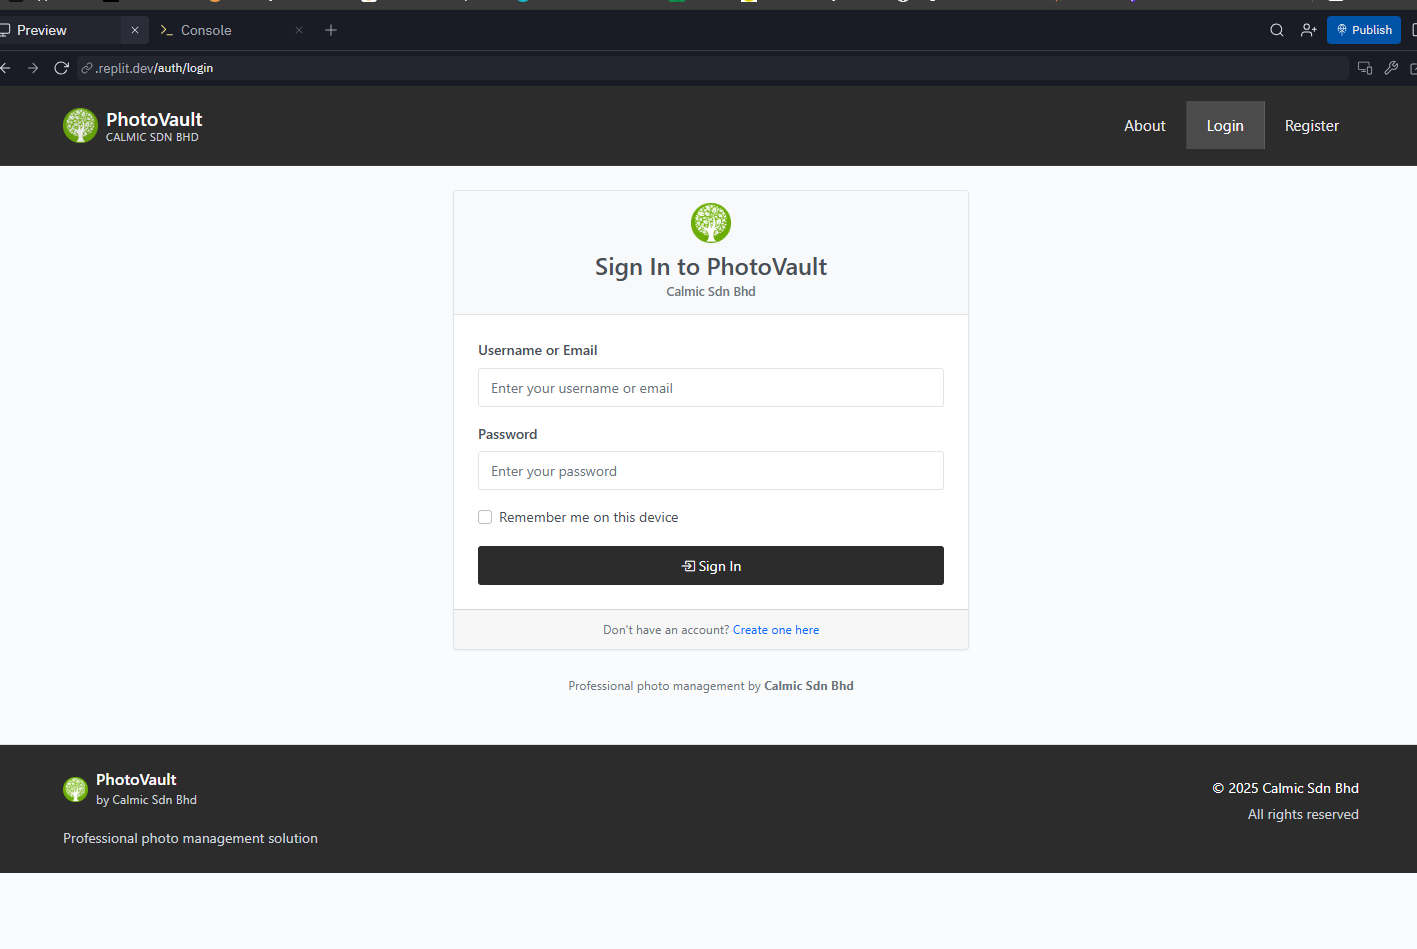 Preview
Console
Publish
.replit.dev/auth/login
PhotoVault
CALMIC SDN BHD
About
Login
Register
Sign In to PhotoVault
Calmic Sdn Bhd
Username or Email
Enter your username or email
Password
Enter your password
Remember me on this device
Sign In
Don't have an account? Create one here
Professional photo management by Calmic Sdn Bhd
PhotoVault
by Calmic Sdn Bhd
Professional photo management solution
© 2025 Calmic Sdn Bhd
All rights reserved